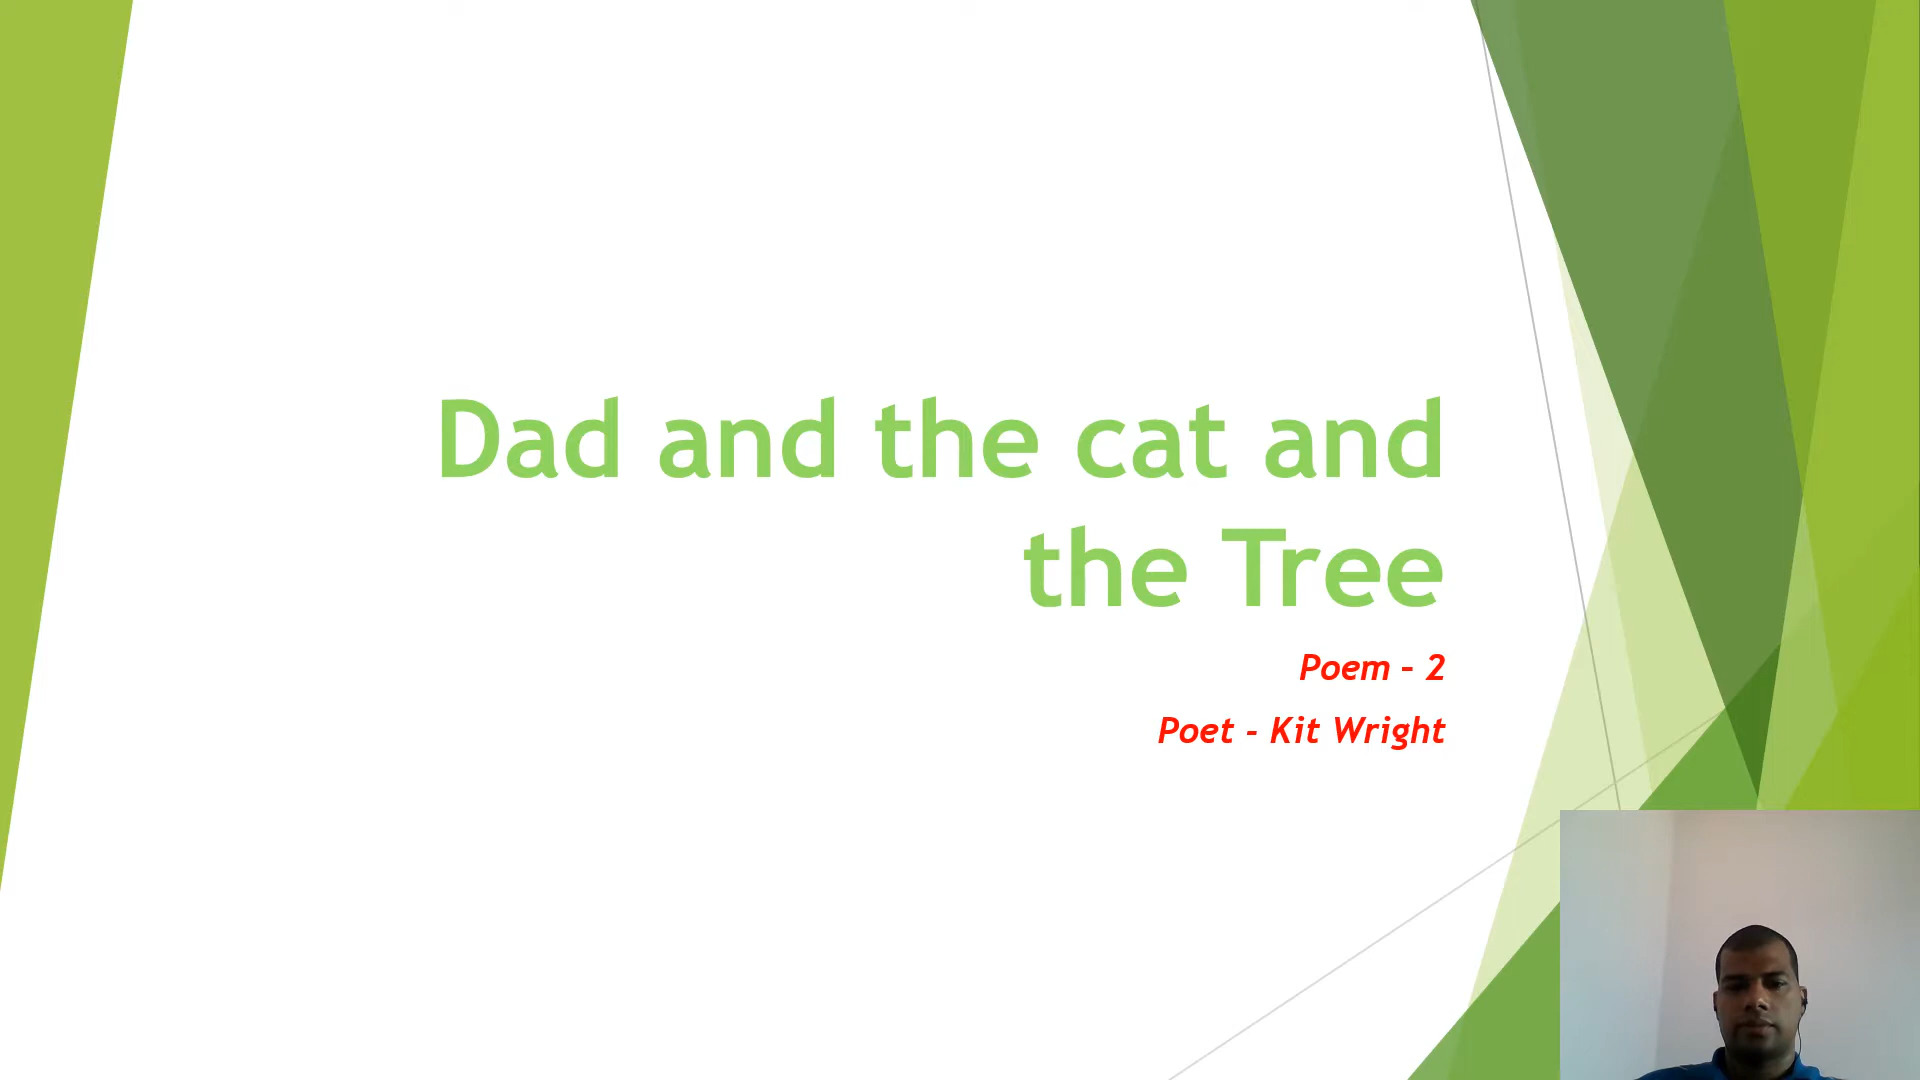 Dad and the cat and
the Tree
Poem – 2
Poet - Kit Wright